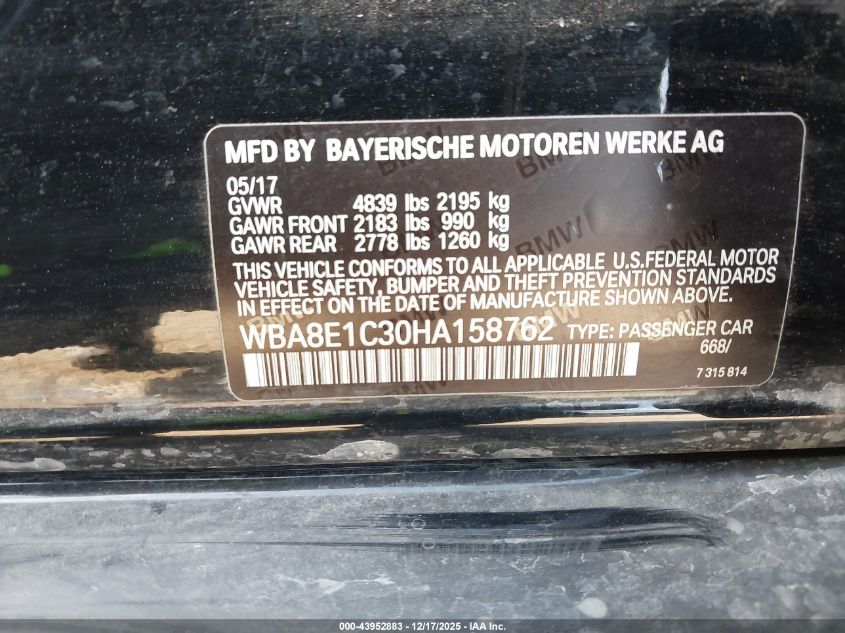 MFD BY BAYERISCHE MOTOREN WERKE AG
05/17
GVWR 4839 lbs 2195 kg
GAWR FRONT 2183 lbs 990 kg
GAWR REAR 2778 lbs 1260 kg
THIS VEHICLE CONFORMS TO ALL APPLICABLE U.S.FEDERAL MOTOR
VEHICLE SAFETY, BUMPER AND THEFT PREVENTION STANDARDS
IN EFFECT ON THE DATE OF MANUFACTURE SHOWN ABOVE.
WBA8E1C30HA158762 TYPE: PASSENGER CAR
668/
7 315 814
000-43952883 - 12/17/2025 - IAA Inc.